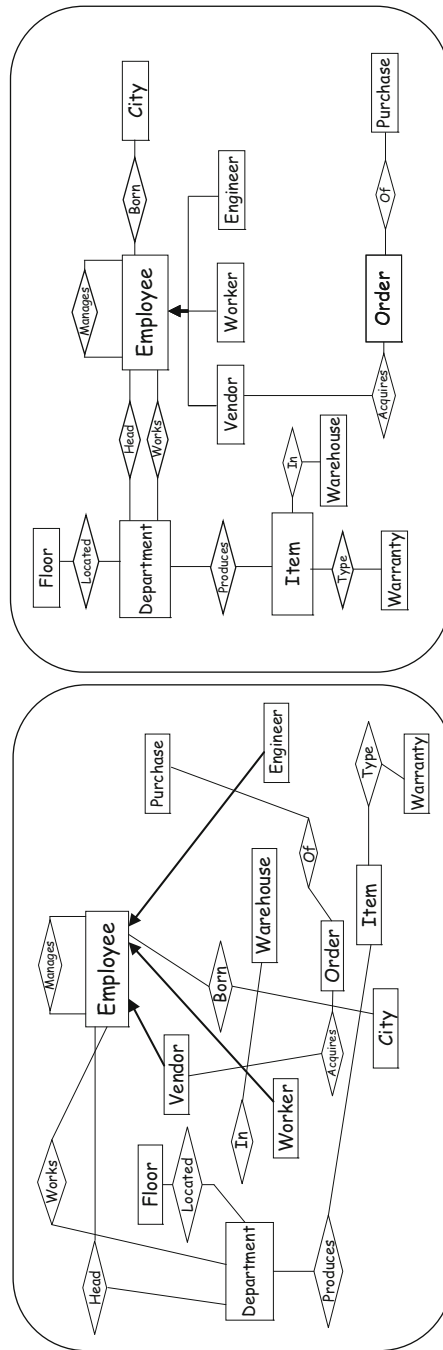 Manages
Employee
Works
Head
Vendor
Born
Floor
Located
Worker
In
Warehouse
Engineer
Purchase
Department
Of
Acquires
Order
City
Produces
Item
Type
Warranty
Manages
Born
City
Floor
Head
Employee
Located
Works
Department
Vendor
Worker
Engineer
Produces
In
Item
Warehouse
Acquires
Order
Of
Purchase
Type
Warranty